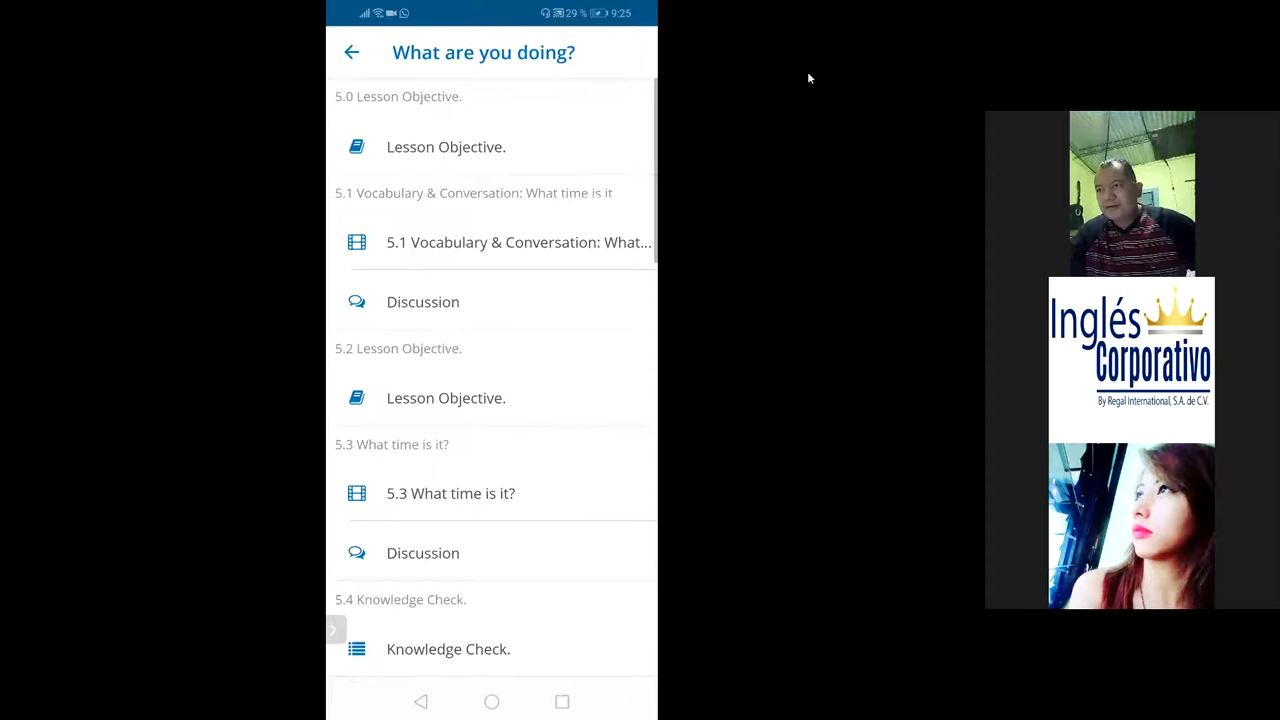 29 % 9:25
What are you doing?
5.0 Lesson Objective.
Lesson Objective.
5.1 Vocabulary & Conversation: What time is it
5.1 Vocabulary & Conversation: What...
Discussion
5.2 Lesson Objective.
Lesson Objective.
5.3 What time is it?
5.3 What time is it?
Discussion
5.4 Knowledge Check.
Knowledge Check.
Inglés
Corporativo
By Regal International, S.A. de C.V.